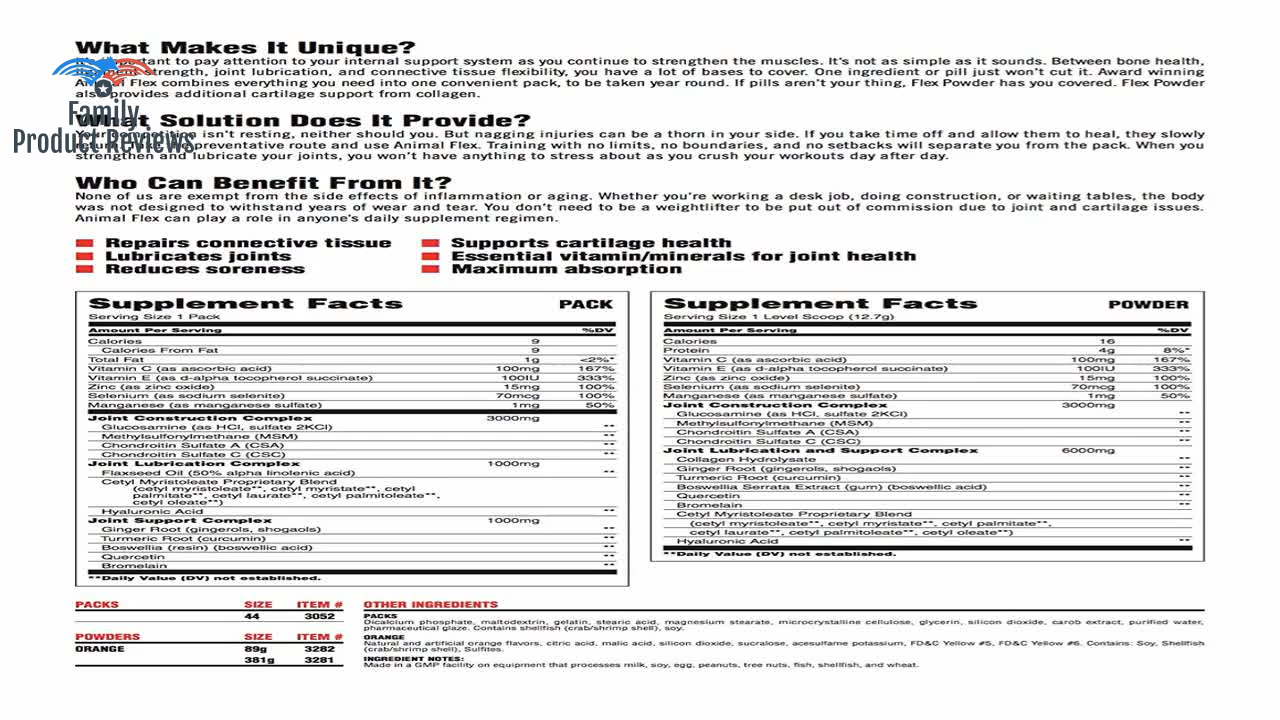 What Makes It Unique?
important to pay attention to your internal support system as you continue to strengthen the muscles. It's not as simple as it sounds. Between bone health,
strength, joint lubrication, and connective tissue flexibility, you have a lot of bases to cover. One ingredient or pill just won't cut it. Award winning
Animal Flex combines everything you need into one convenient pack, to be taken year round. If pills aren't your thing, Flex Powder has you covered. Flex Powder
also provides additional cartilage support from collagen.
Family
Product Reviews
What Solution Does It Provide?
Your competition isn't resting, neither should you. But nagging injuries can be a thorn in your side. If you take time off and allow them to heal, they slowly
return. Take the preventative route and use Animal Flex. Training with no limits, no boundaries, and no setbacks will separate you from the pack. When you
strengthen and lubricate your joints, you won't have anything to stress about as you crush your workouts day after day.
Who Can Benefit From It?
None of us are exempt from the side effects of inflammation or aging. Whether you're working a desk job, doing construction, or waiting tables, the body
was not designed to withstand years of wear and tear. You don't need to be a weightlifter to be put out of commission due to joint and cartilage issues.
Animal Flex can play a role in anyone's daily supplement regimen.
Repairs connective tissue
Lubricates joints
Reduces soreness
Supports cartilage health
Essential vitamin/minerals for joint health
Maximum absorption
Supplement Facts PACK
Serving Size 1 Pack
Amount Per Serving %DV
Calories 9
Calories From Fat 9
Total Fat 1g <2%*
Vitamin C (as ascorbic acid) 100mg 167%
Vitamin E (as d-alpha tocopherol succinate) 100IU 333%
Zinc (as zinc oxide) 15mg 100%
Selenium (as sodium selenite) 70mcg 100%
Manganese (as manganese sulfate) 1mg 50%
Joint Construction Complex 3000mg
Glucosamine (as HCl, sulfate 2KCl) **
Methylsulfonylmethane (MSM) **
Chondroitin Sulfate A (CSA) **
Chondroitin Sulfate C (CSC) **
Joint Lubrication Complex 1000mg
Flaxseed Oil (50% alpha linolenic acid) **
Cetyl Myristoleate Proprietary Blend
(cetyl myristoleate**, cetyl myristate**, cetyl
palmitate**, cetyl laurate**, cetyl palmitoleate**,
cetyl oleate**)
Hyaluronic Acid **
Joint Support Complex 1000mg
Ginger Root (gingerols, shogaols) **
Turmeric Root (curcumin) **
Boswellia (resin) (boswellic acid) **
Quercetin **
Bromelain **
**Daily Value (DV) not established.
Supplement Facts POWDER
Serving Size 1 Level Scoop (12.7g)
Amount Per Serving %DV
Calories 16
Protein 4g 8%*
Vitamin C (as ascorbic acid) 100mg 167%
Vitamin E (as d-alpha tocopherol succinate) 100IU 333%
Zinc (as zinc oxide) 15mg 100%
Selenium (as sodium selenite) 70mcg 100%
Manganese (as manganese sulfate) 1mg 50%
Joint Construction Complex 3000mg
Glucosamine (as HCl, sulfate 2KCl) **
Methylsulfonylmethane (MSM) **
Chondroitin Sulfate A (CSA) **
Chondroitin Sulfate C (CSC) **
Joint Lubrication and Support Complex 6000mg
Collagen Hydrolysate **
Ginger Root (gingerols, shogaols) **
Turmeric Root (curcumin) **
Boswellia Serrata Extract (gum) (boswellic acid) **
Quercetin **
Bromelain **
Cetyl Myristoleate Proprietary Blend
(cetyl myristoleate**, cetyl myristate**, cetyl palmitate**,
cetyl laurate**, cetyl palmitoleate**, cetyl oleate**)
Hyaluronic Acid **
**Daily Value (DV) not established.
PACKS SIZE ITEM #
44 3052
POWDERS SIZE ITEM #
ORANGE 89g 3282
381g 3281
OTHER INGREDIENTS
PACKS
Dicalcium phosphate, maltodextrin, gelatin, stearic acid, magnesium stearate, microcrystalline cellulose, glycerin, silicon dioxide, carob extract, purified water,
pharmaceutical glaze. Contains shellfish (crab/shrimp shell), soy.
ORANGE
Natural and artificial orange flavors, citric acid, malic acid, silicon dioxide, sucralose, acesulfame potassium, FD&C Yellow #5, FD&C Yellow #6. Contains: Soy, Shellfish
(crab/shrimp shell), Sulfites.
INGREDIENT NOTES:
Made in a GMP facility on equipment that processes milk, soy, egg, peanuts, tree nuts, fish, shellfish, and wheat.